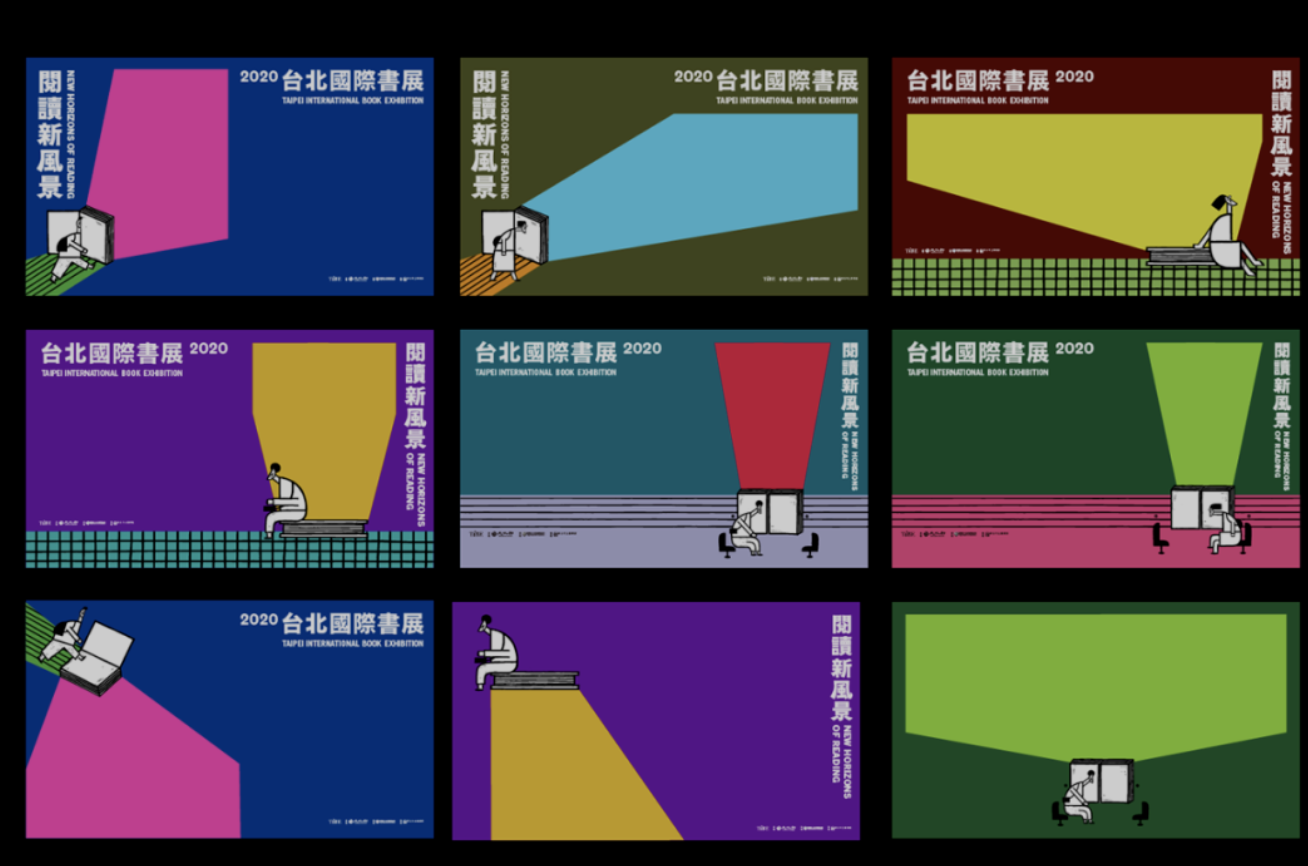 閱讀新風景
NEW HORIZONS OF READING
2020 台北國際書展
TAIPEI INTERNATIONAL BOOK EXHIBITION
閱讀新風景
NEW HORIZONS OF READING
2020 台北國際書展
TAIPEI INTERNATIONAL BOOK EXHIBITION
台北國際書展 2020
TAIPEI INTERNATIONAL BOOK EXHIBITION
閱讀新風景
NEW HORIZONS
OF READING
台北國際書展 2020
TAIPEI INTERNATIONAL BOOK EXHIBITION
閱讀新風景
NEW HORIZONS
OF READING
台北國際書展 2020
TAIPEI INTERNATIONAL BOOK EXHIBITION
閱讀新風景
NEW HORIZONS
OF READING
台北國際書展 2020
TAIPEI INTERNATIONAL BOOK EXHIBITION
閱讀新風景
NEW HORIZONS
OF READING
2020 台北國際書展
TAIPEI INTERNATIONAL BOOK EXHIBITION
閱讀新風景
NEW HORIZONS
OF READING